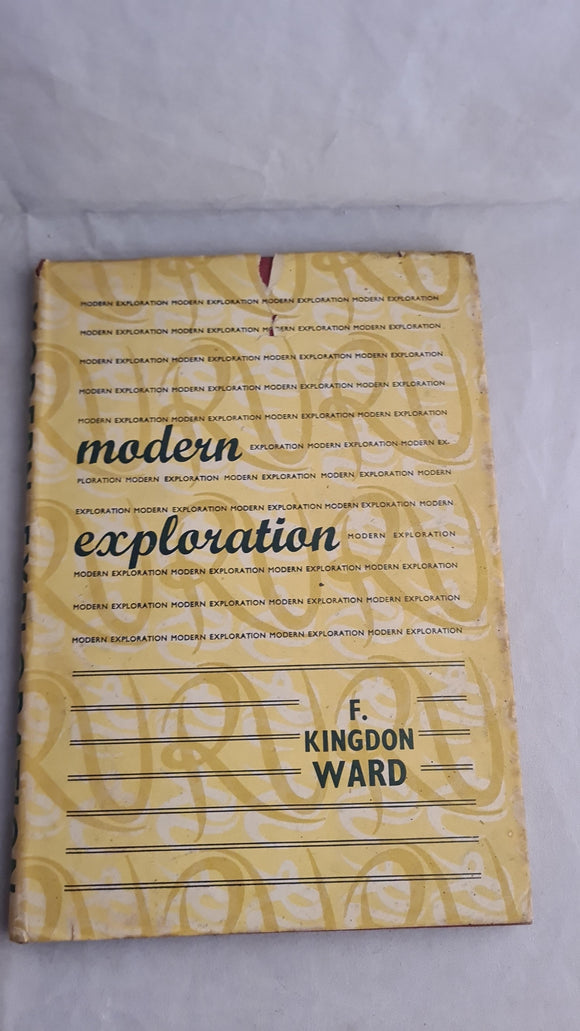 MODERN EXPLORATION MODERN EXPLORATION MODERN EXPLORATION MODERN EXPLORATION
MODERN EXPLORATION MODERN EXPLORATION EXPLORATION MODERN EXPLORATION
MODERN EXPLORATION MODERN EXPLORATION MODERN EXPLORATION MODERN EXPLORATION
MODERN EXPLORATION MODERN EXPLORATION MODERN EXPLORATION MODERN EXPLORATION
MODERN EXPLORATION MODERN EXPLORATION MODERN EXPLORATION MODERN EXPLORATION
modern EXPLORATION MODERN EXPLORATION MODERN EX-
PLORATION MODERN EXPLORATION MODERN EXPLORATION MODERN EXPLORATION MODERN
EXPLORATION MODERN EXPLORATION MODERN EXPLORATION MODERN EXPLORATION MODERN
exploration MODERN EXPLORATION
MODERN EXPLORATION MODERN EXPLORATION MODERN EXPLORATION MODERN EXPLORATION
MODERN EXPLORATION MODERN EXPLORATION MODERN EXPLORATION MODERN EXPLORATION
MODERN EXPLORATION MODERN EXPLORATION MODERN EXPLORATION MODERN EXPLORATION
F.
KINGDON
WARD